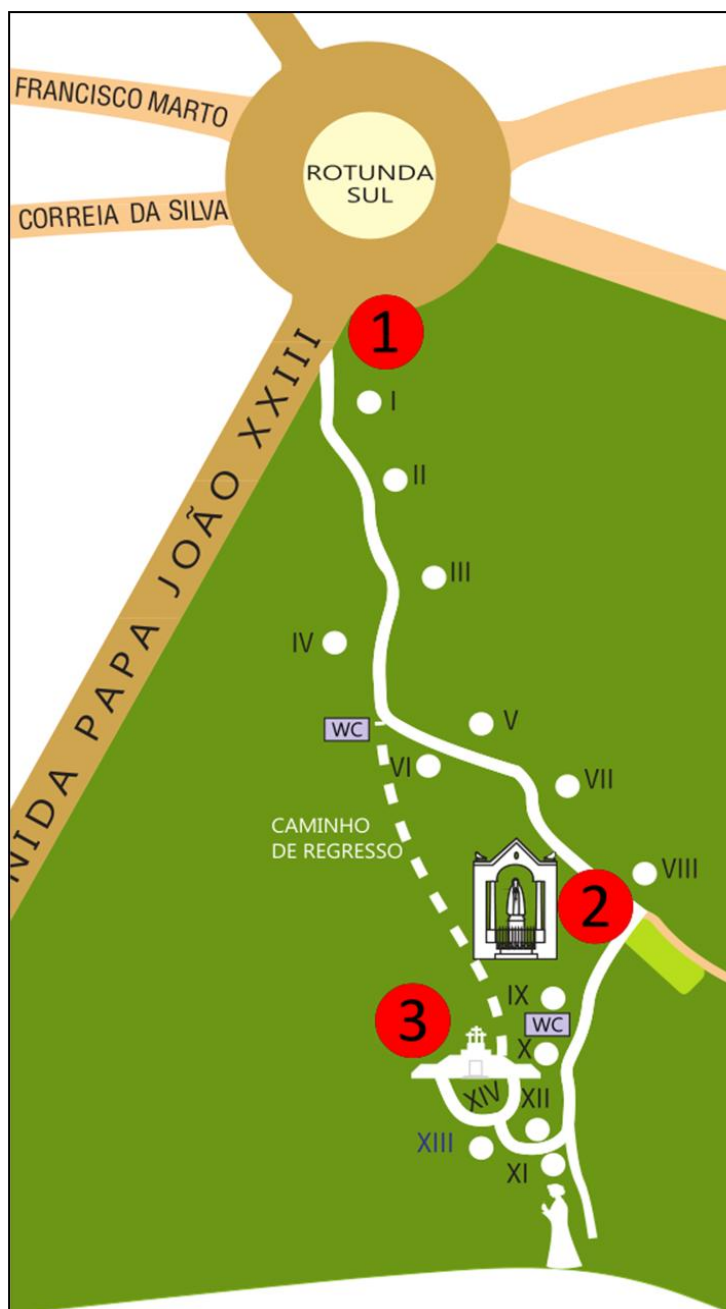 FRANCISCO MARTO
ROTUNDA
SUL
CORREIA DA SILVA
1
NIDA PAPA JOÃO XXIII
I
II
III
IV
V
WC
VI
VII
CAMINHO
DE REGRESSO
VIII
2
IX
3
WC
X
XIV
XII
XIII
XI